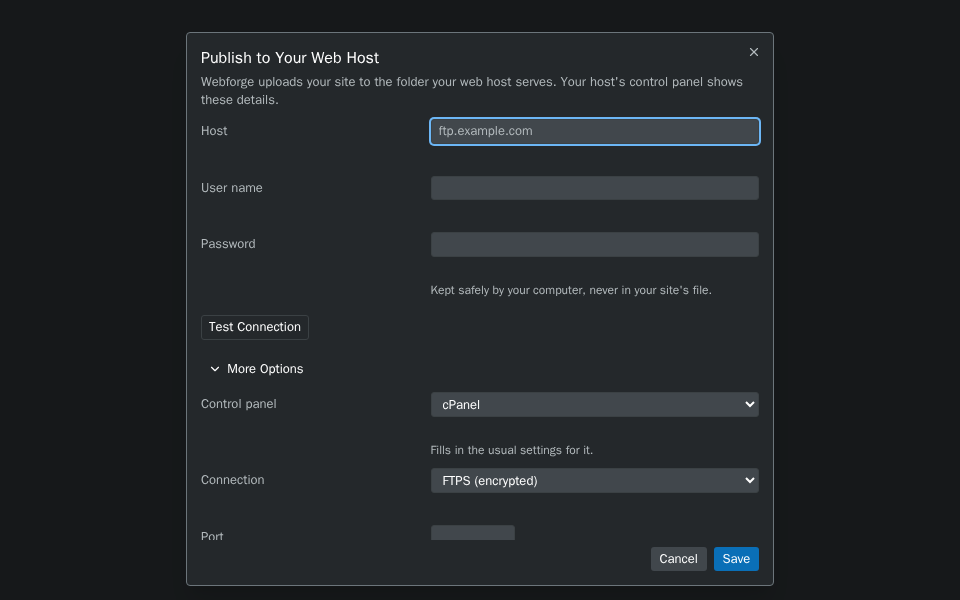 Publish to Your Web Host
Webforge uploads your site to the folder your web host serves. Your host's control panel shows
these details.
Host
ftp.example.com
User name
Password
Kept safely by your computer, never in your site's file.
Test Connection
More Options
Control panel
cPanel
Fills in the usual settings for it.
Connection
FTPS (encrypted)
Port
Cancel
Save